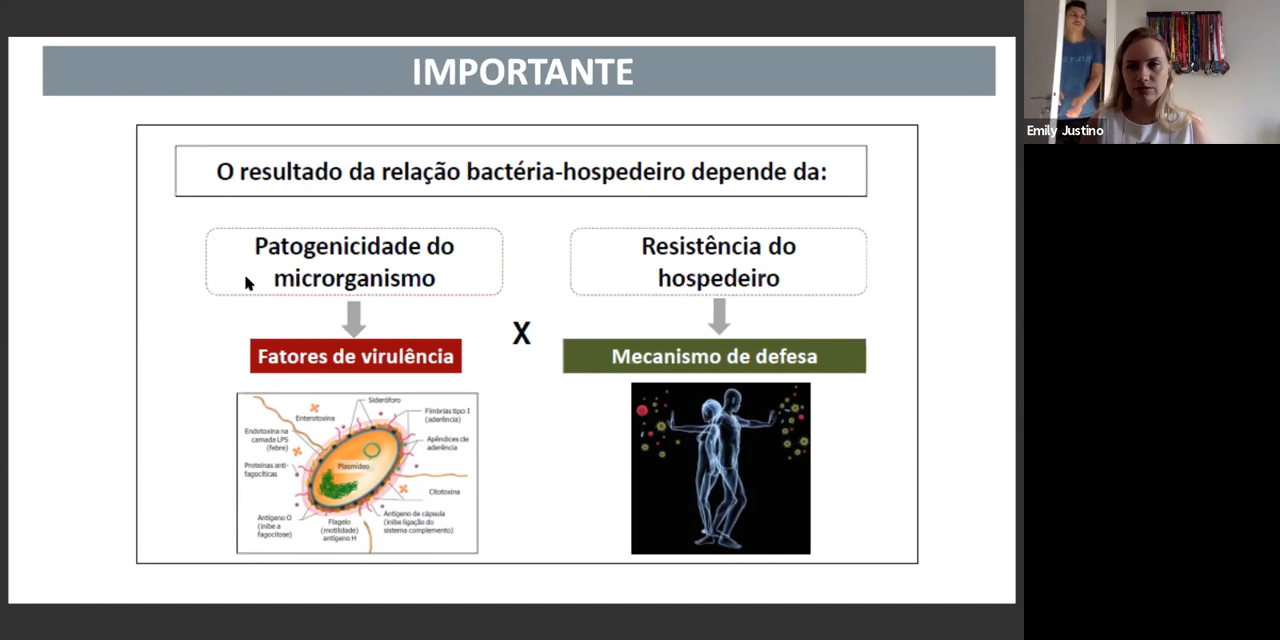 IMPORTANTE
O resultado da relação bactéria-hospedeiro depende da:
Patogenicidade do
microrganismo
Resistência do
hospedeiro
X
Fatores de virulência
Mecanismo de defesa
Sideróforo
Enterotoxina
Fímbrias tipo I
(aderência)
Endotoxina na
camada LPS
(febre)
Apêndices de
aderência
Proteínas anti-
fagocíticas
Plasmídeo
Citotoxina
Antígeno O
(inibe a
fagocitose)
Flagelo
(motilidade)
antígeno H
Antígeno de cápsula
(inibe ligação do
sistema complemento)
Emily Justino